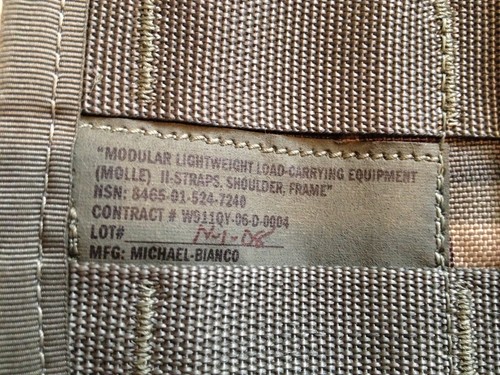 "MODULAR LIGHTWEIGHT LOAD-CARRYING EQUIPMENT
(MOLLE) II-STRAPS, SHOULDER, FRAME"
NSN: 8465-01-524-7240
CONTRACT # W911QY-06-D-0004
LOT#
MFG: MICHAEL-BIANCO